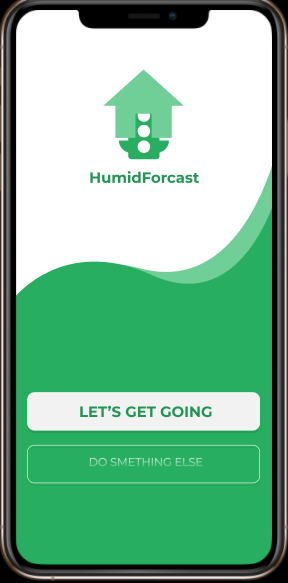 HumidForcast
LET'S GET GOING
DO SMETHING ELSE